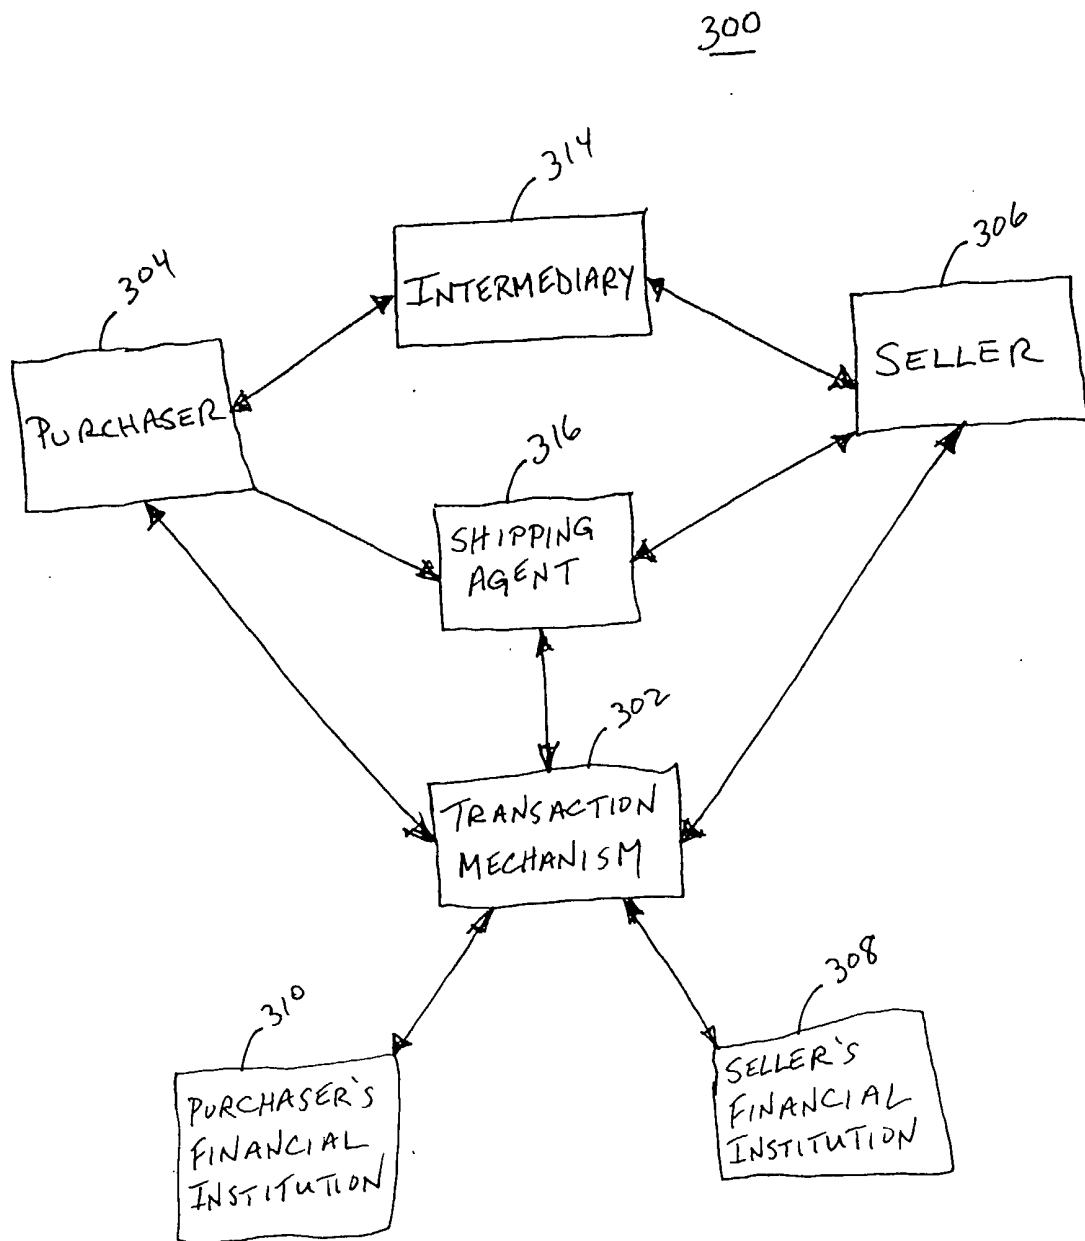 300
314
INTERMEDIARY
306
SELLER
304
PURCHASER
316
SHIPPING
AGENT
302
TRANSACTION
MECHANISM
310
PURCHASER'S
FINANCIAL
INSTITUTION
308
SELLER'S
FINANCIAL
INSTITUTION